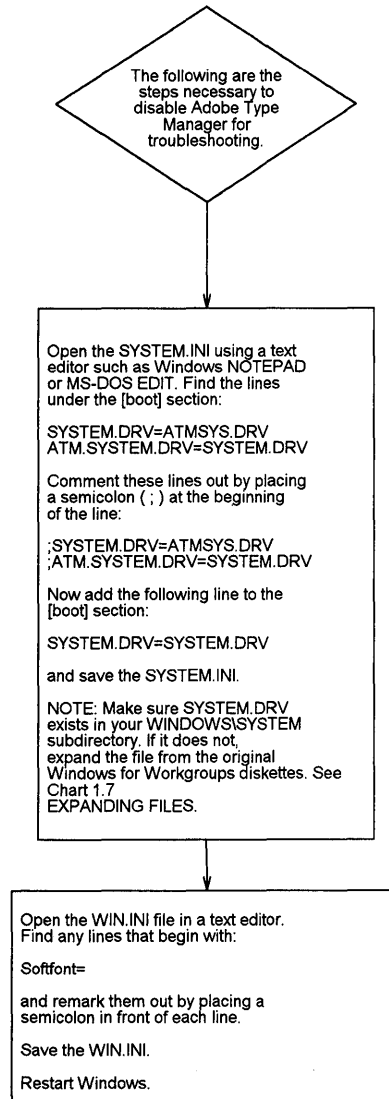 The following are the
steps necessary to
disable Adobe Type
Manager for
troubleshooting.
Open the SYSTEM.INI using a text
editor such as Windows NOTEPAD
or MS-DOS EDIT. Find the lines
under the [boot] section:
SYSTEM.DRV=ATMSYS.DRV
ATM.SYSTEM.DRV=SYSTEM.DRV
Comment these lines out by placing
a semicolon ( ; ) at the beginning
of the line:
;SYSTEM.DRV=ATMSYS.DRV
;ATM.SYSTEM.DRV=SYSTEM.DRV
Now add the following line to the
[boot] section:
SYSTEM.DRV=SYSTEM.DRV
and save the SYSTEM.INI.
NOTE: Make sure SYSTEM.DRV
exists in your WINDOWS\SYSTEM
subdirectory. If it does not,
expand the file from the original
Windows for Workgroups diskettes. See
Chart 1.7
EXPANDING FILES.
Open the WIN.INI file in a text editor.
Find any lines that begin with:
Softfont=
and remark them out by placing a
semicolon in front of each line.
Save the WIN.INI.
Restart Windows.